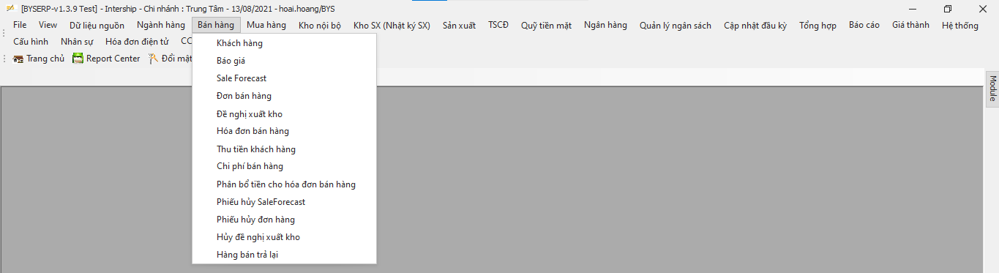 [BYSERP-v1.3.9 Test] - Intership - Chi nhánh : Trung Tâm - 13/08/2021 - hoai.hoang/BYS
File View Dữ liệu nguồn Ngành hàng Bán hàng Mua hàng Kho nội bộ Kho SX (Nhật ký SX) Sản xuất TSCĐ Quỹ tiền mặt Ngân hàng Quản lý ngân sách Cập nhật đầu kỳ Tổng hợp Báo cáo Giá thành Hệ thống
Cấu hình Nhân sự Hóa đơn điện tử
Trang chủ Report Center Đổi mật
Khách hàng
Báo giá
Sale Forecast
Đơn bán hàng
Đề nghị xuất kho
Hóa đơn bán hàng
Thu tiền khách hàng
Chi phí bán hàng
Phân bổ tiền cho hóa đơn bán hàng
Phiếu hủy SaleForecast
Phiếu hủy đơn hàng
Hủy đề nghị xuất kho
Hàng bán trả lại
Module